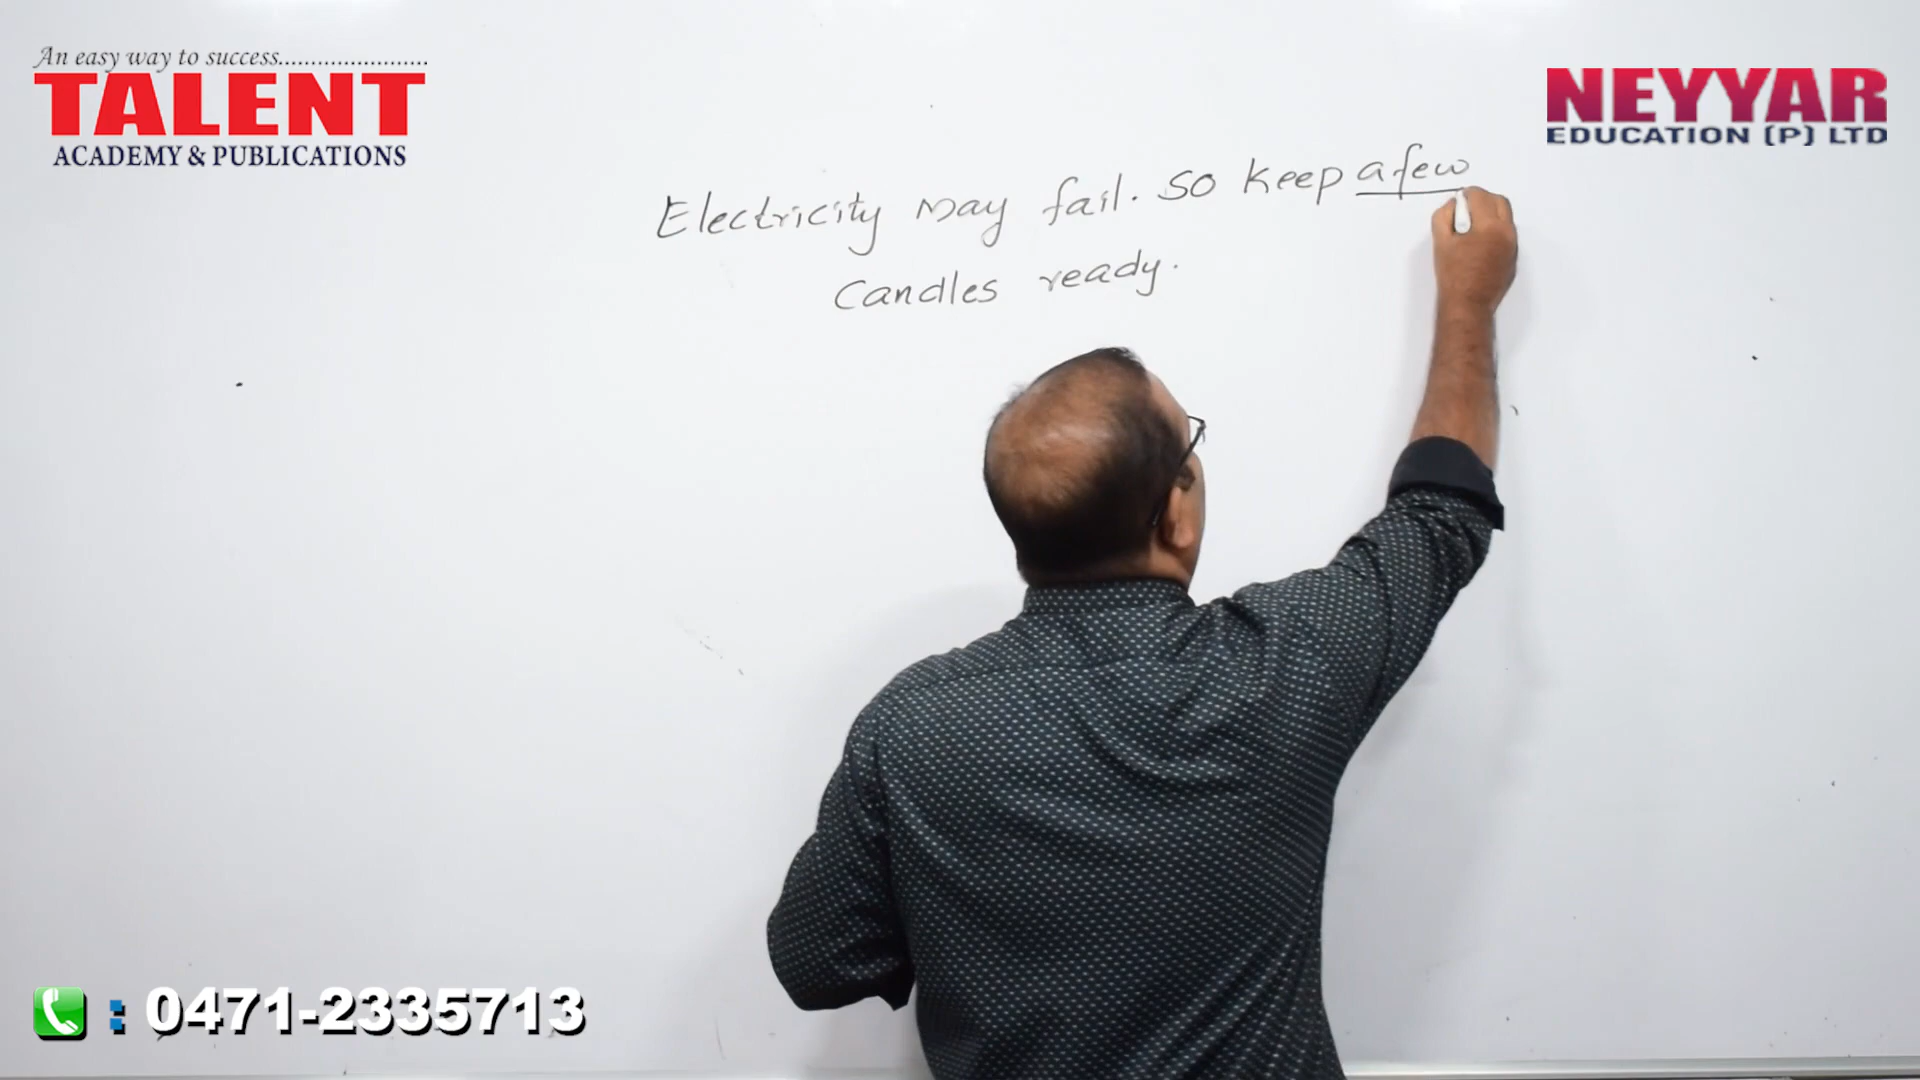 An easy way to success........................
TALENT
ACADEMY & PUBLICATIONS
NEYYAR
EDUCATION (P) LTD
Electricity may fail. So keep a few
Candles ready.
: 0471-2335713